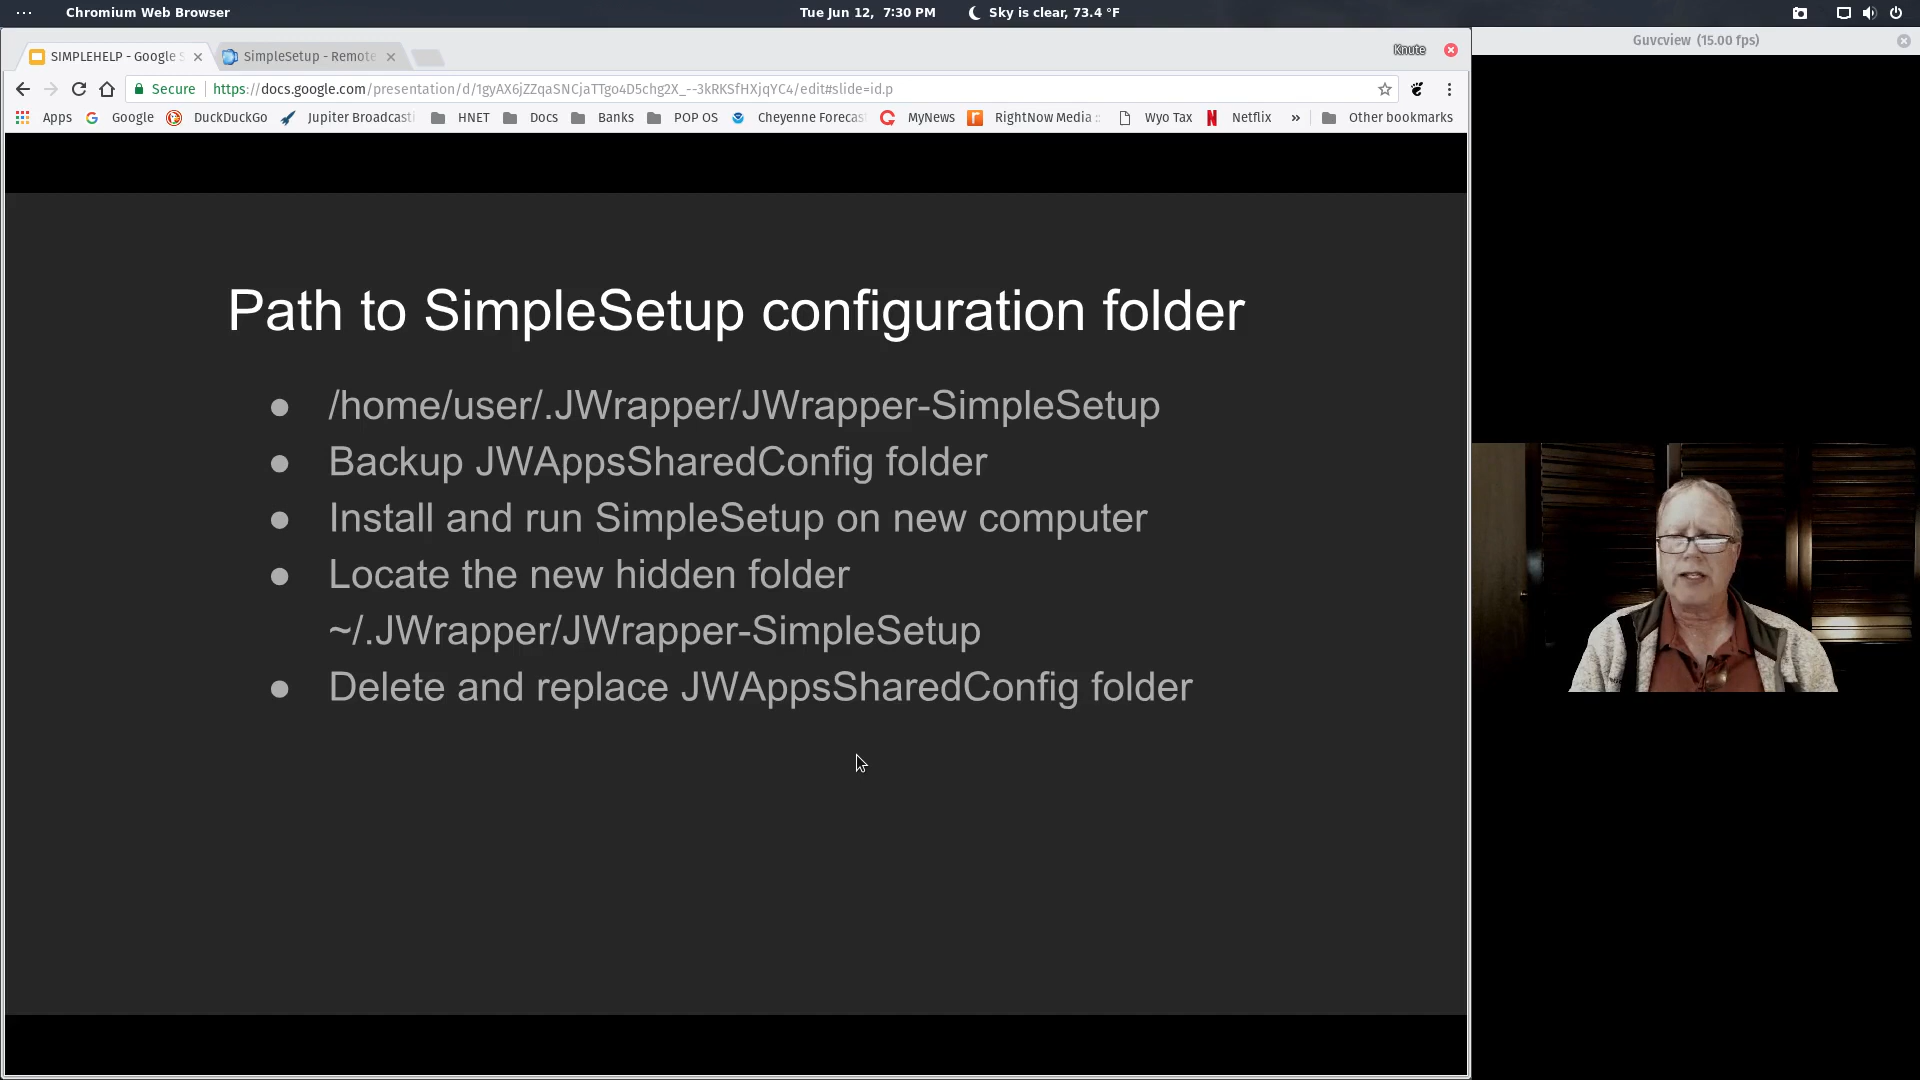 Chromium Web Browser
Tue Jun 12, 7:30 PM
Sky is clear, 73.4 °F
SIMPLEHELP - Google S
SimpleSetup - Remote
Knute
Guvcview (15.00 fps)
Secure
https://docs.google.com/presentation/d/1gyAX6jZZqaSNCjaTTgo4D5chg2X_--3kRKSfHXjqYC4/edit#slide=id.p
Apps
Google
DuckDuckGo
Jupiter Broadcasti
HNET
Docs
Banks
POP OS
Cheyenne Forecas
MyNews
RightNow Media ::
Wyo Tax
Netflix
»
Other bookmarks
Path to SimpleSetup configuration folder
● /home/user/.JWrapper/JWrapper-SimpleSetup
● Backup JWAppsSharedConfig folder
● Install and run SimpleSetup on new computer
● Locate the new hidden folder
~/.JWrapper/JWrapper-SimpleSetup
● Delete and replace JWAppsSharedConfig folder